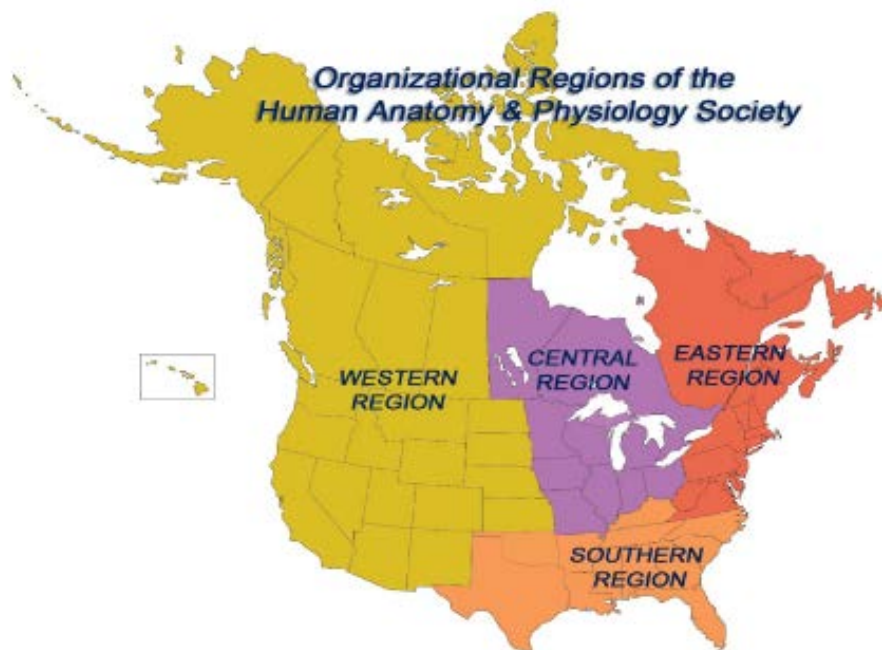 Organizational Regions of the
Human Anatomy & Physiology Society
WESTERN
REGION
CENTRAL
REGION
EASTERN
REGION
SOUTHERN
REGION